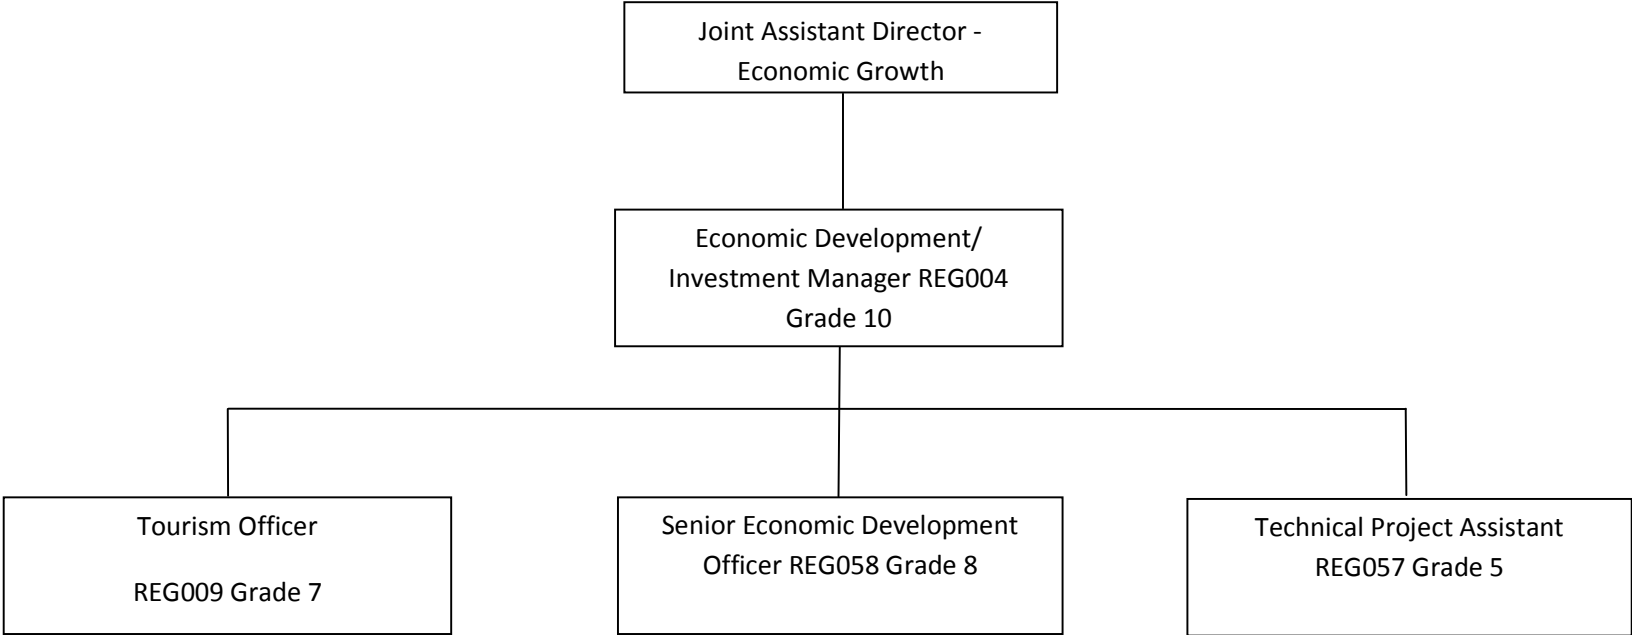 Joint Assistant Director -
Economic Growth
Economic Development/
Investment Manager REG004
Grade 10
Tourism Officer
REG009 Grade 7
Senior Economic Development
Officer REG058 Grade 8
Technical Project Assistant
REG057 Grade 5